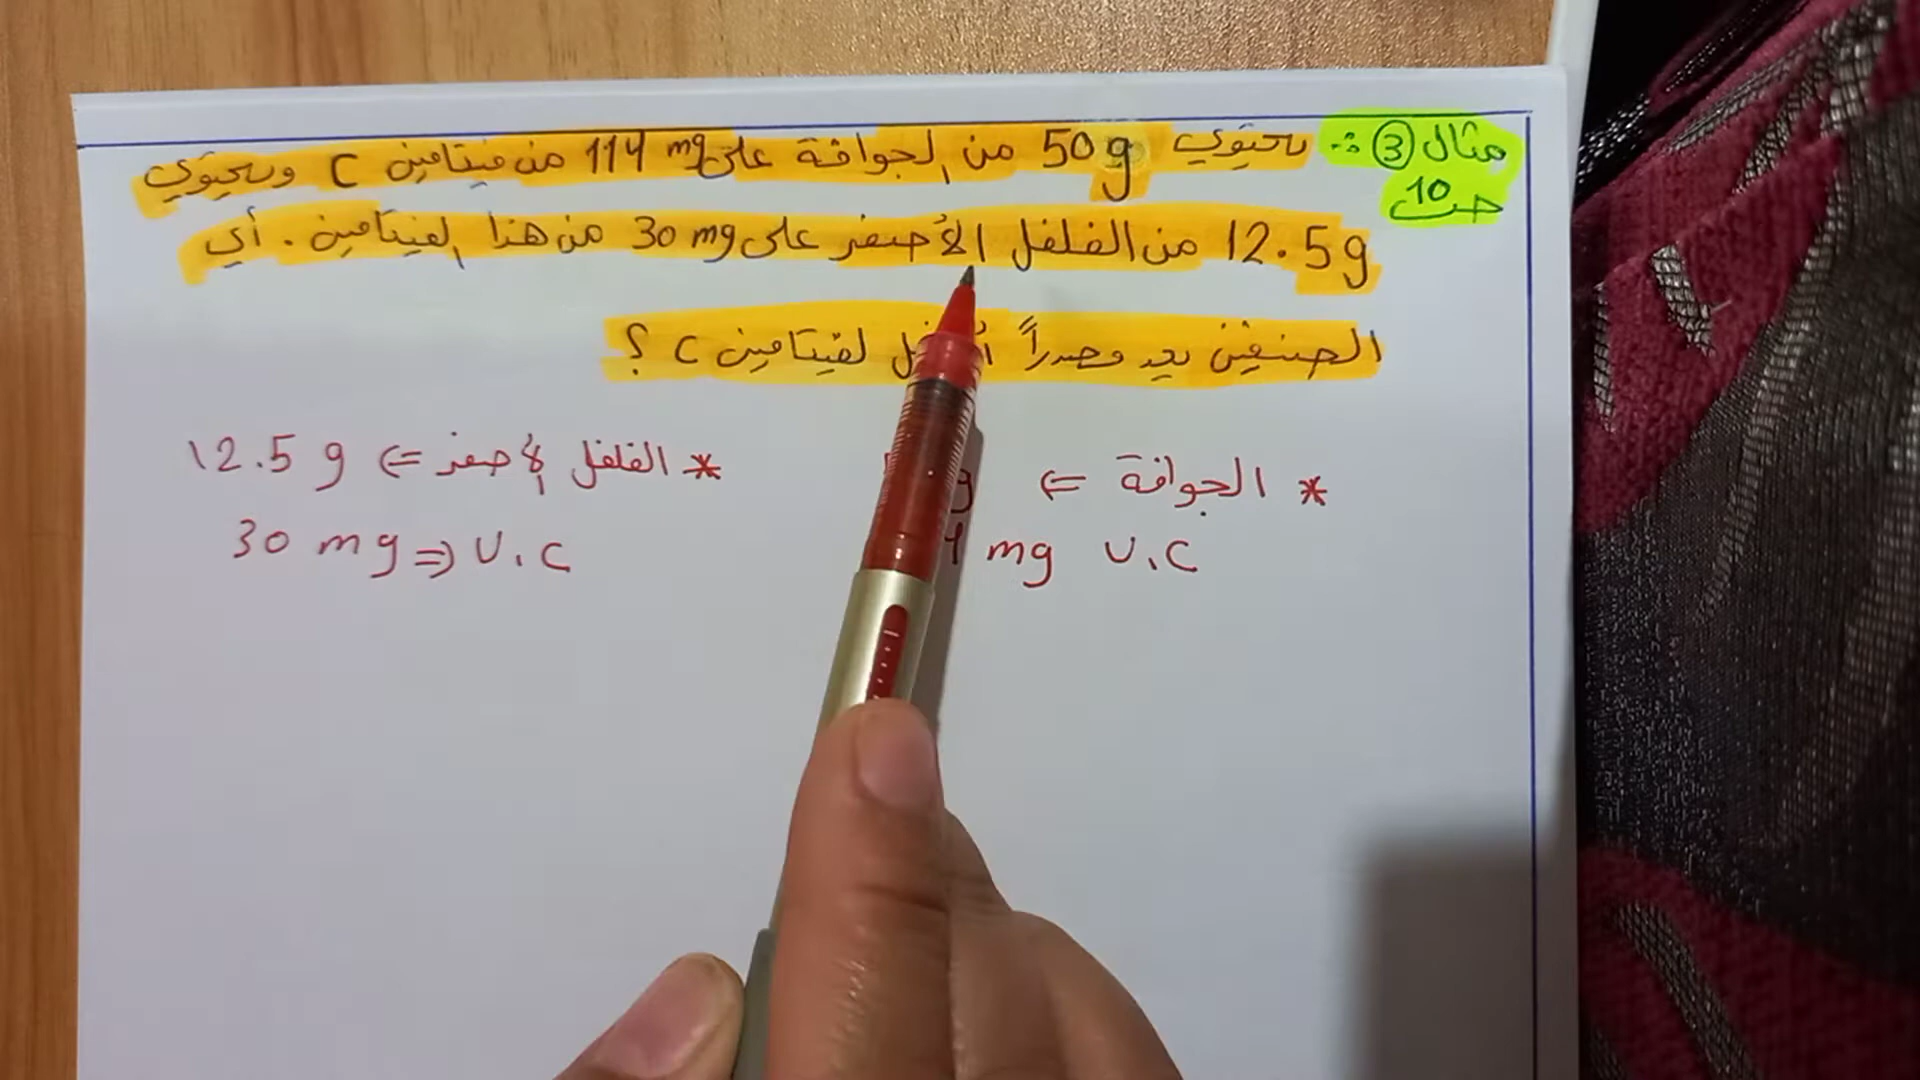 مثال ③ :- يحتوي 50g من الجوافة على 114 mg من فيتامين C ويحتوي
ص 10
12.5g من الفلفل الأصفر على 30 mg من هذا الفيتامين. أي
الصنفين يعد مصدراً لفيتامين C ؟
* الجوافة ⇐ g
mg U.C
* الفلفل الأصفر ⇐ 12.5 g
30 mg ⇒ U.C